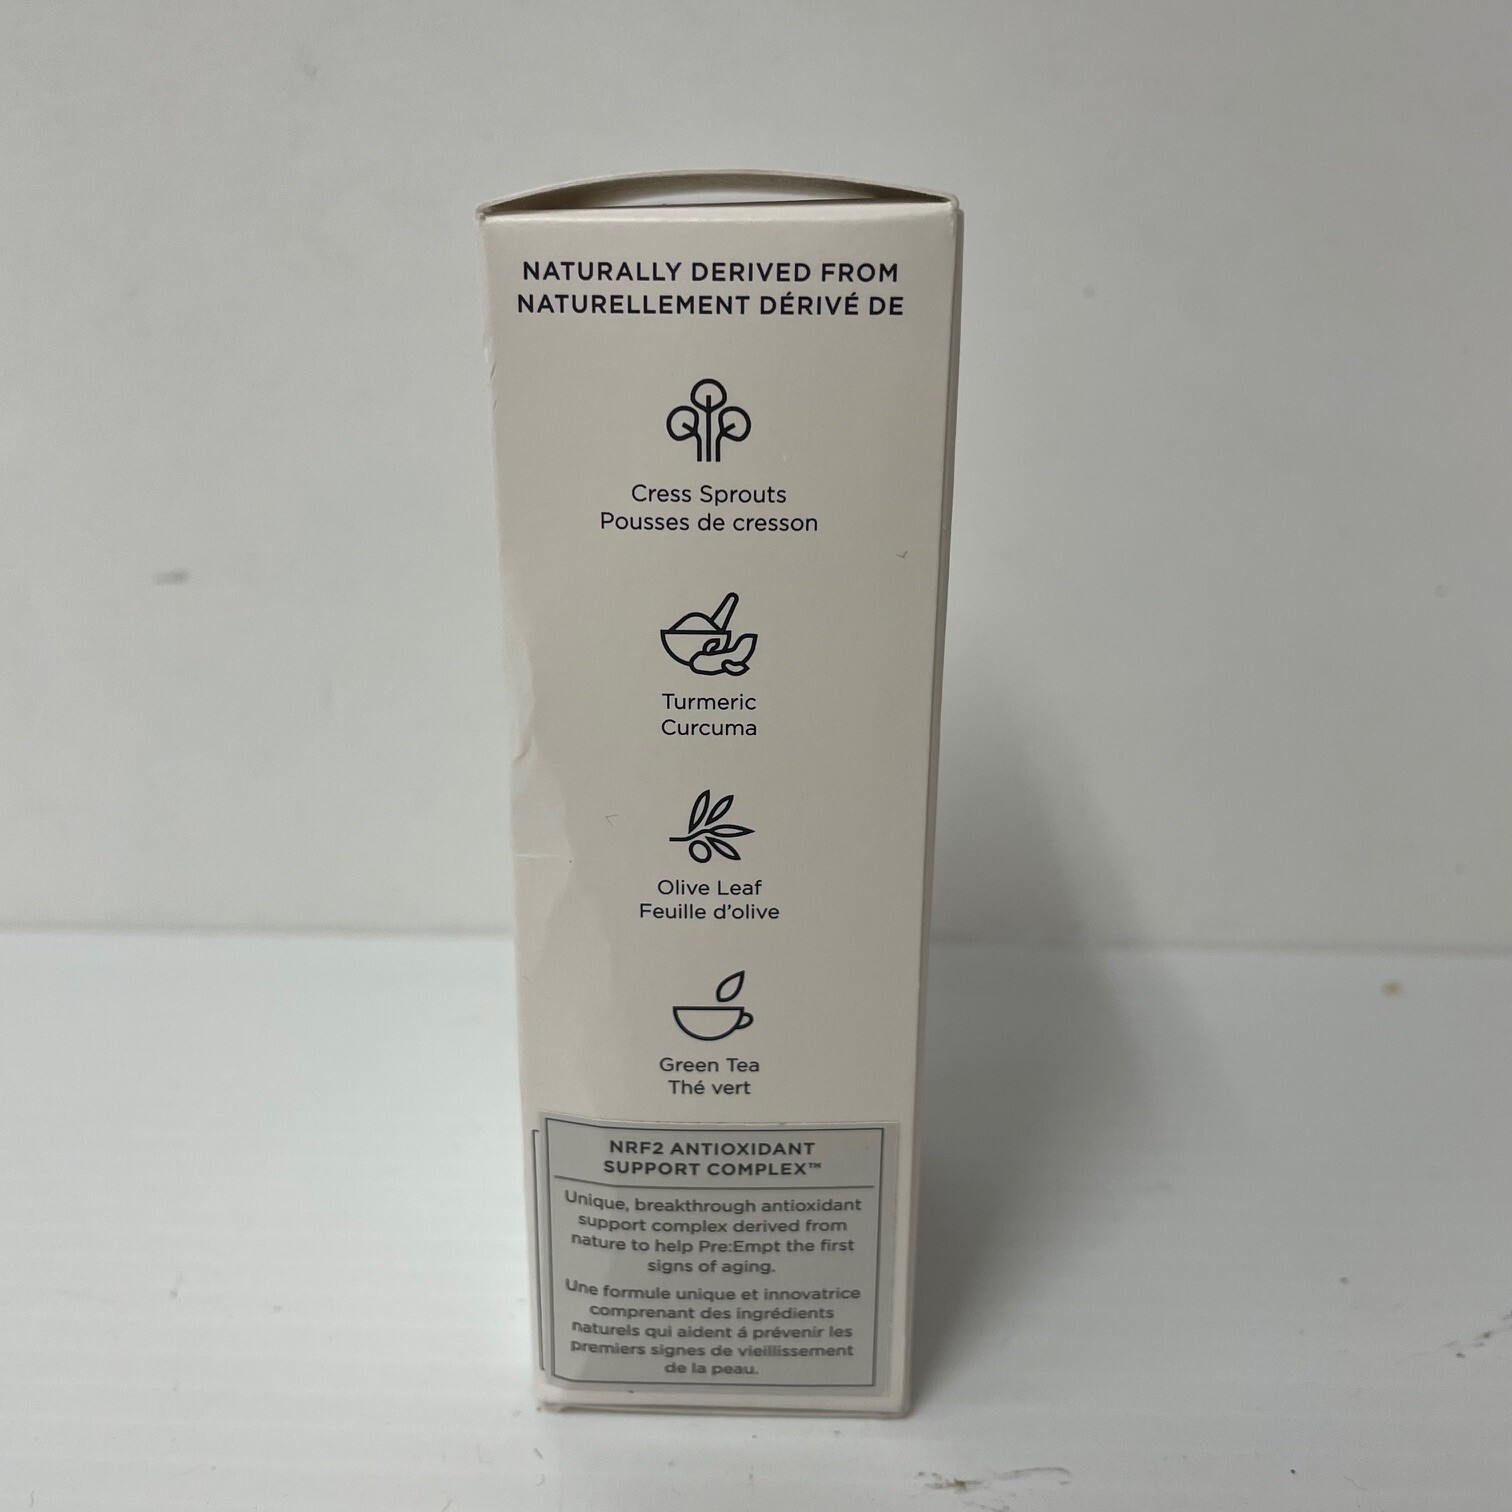 NATURALLY DERIVED FROM
NATURELLEMENT DÉRIVÉ DE
Cress Sprouts
Pousses de cresson
Turmeric
Curcuma
Olive Leaf
Feuille d'olive
Green Tea
Thé vert
NRF2 ANTIOXIDANT
SUPPORT COMPLEX™
Unique, breakthrough antioxidant
support complex derived from
nature to help Pre:Empt the first
signs of aging.
Une formule unique et innovatrice
comprenant des ingrédients
naturels qui aident á prévenir les
premiers signes de vieillissement
de la peau.